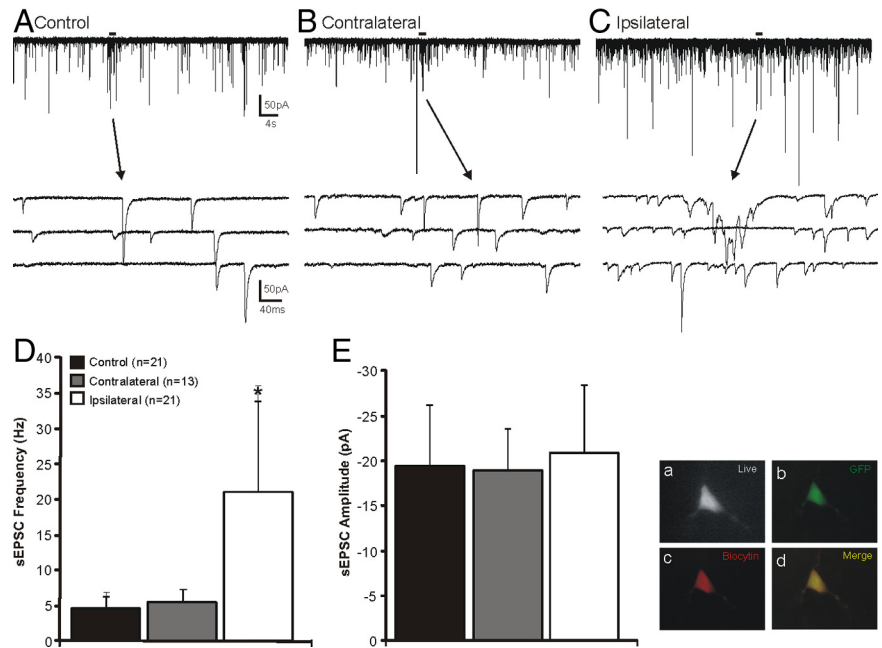 A Control
B Contralateral
C Ipsilateral
50pA
4s
50pA
40ms
D
sEPSC Frequency (Hz)
40
35
30
25
20
15
10
5
0
Control (n=21)
Contralateral (n=13)
Ipsilateral (n=21)
*
E
sEPSC Amplitude (pA)
-30
-25
-20
-15
-10
-5
0
a Live
b GFP
c Biocytin
d Merge